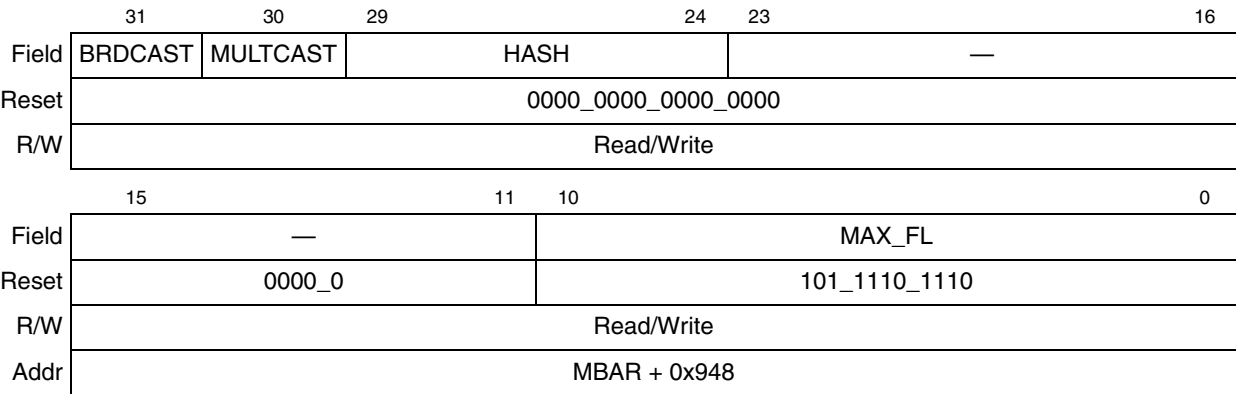 31 30 29 24 23 16
Field BRDCAST MULTCAST HASH —
Reset 0000_0000_0000_0000
R/W Read/Write
15 11 10 0
Field — MAX_FL
Reset 0000_0 101_1110_1110
R/W Read/Write
Addr MBAR + 0x948